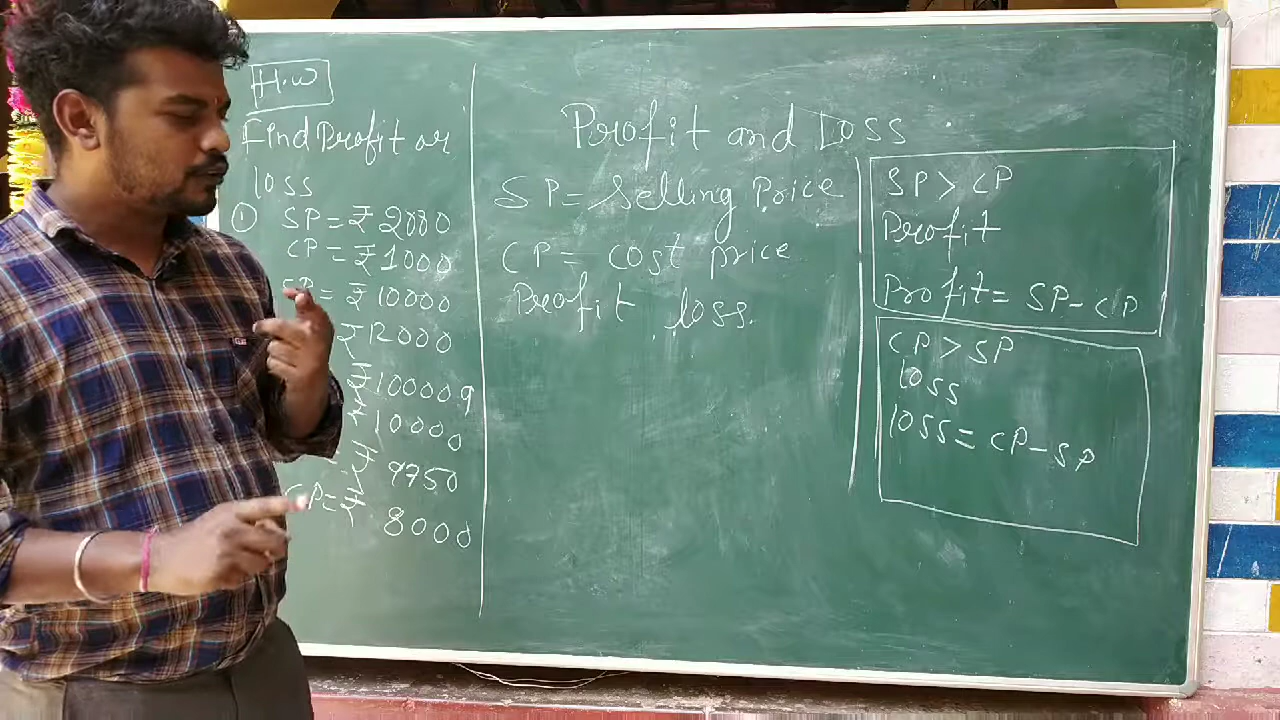 H.W
Find Profit or
loss
① SP = ₹ 2000
CP = ₹ 1000
= ₹ 10000
₹ 12000
₹ 100009
₹ 10000
₹ 9750
CP = ₹ 8000
Profit and Loss
SP = Selling Price
CP = cost price
Profit loss.
SP > CP
Profit
Profit = SP - CP
CP > SP
loss
loss = CP - SP